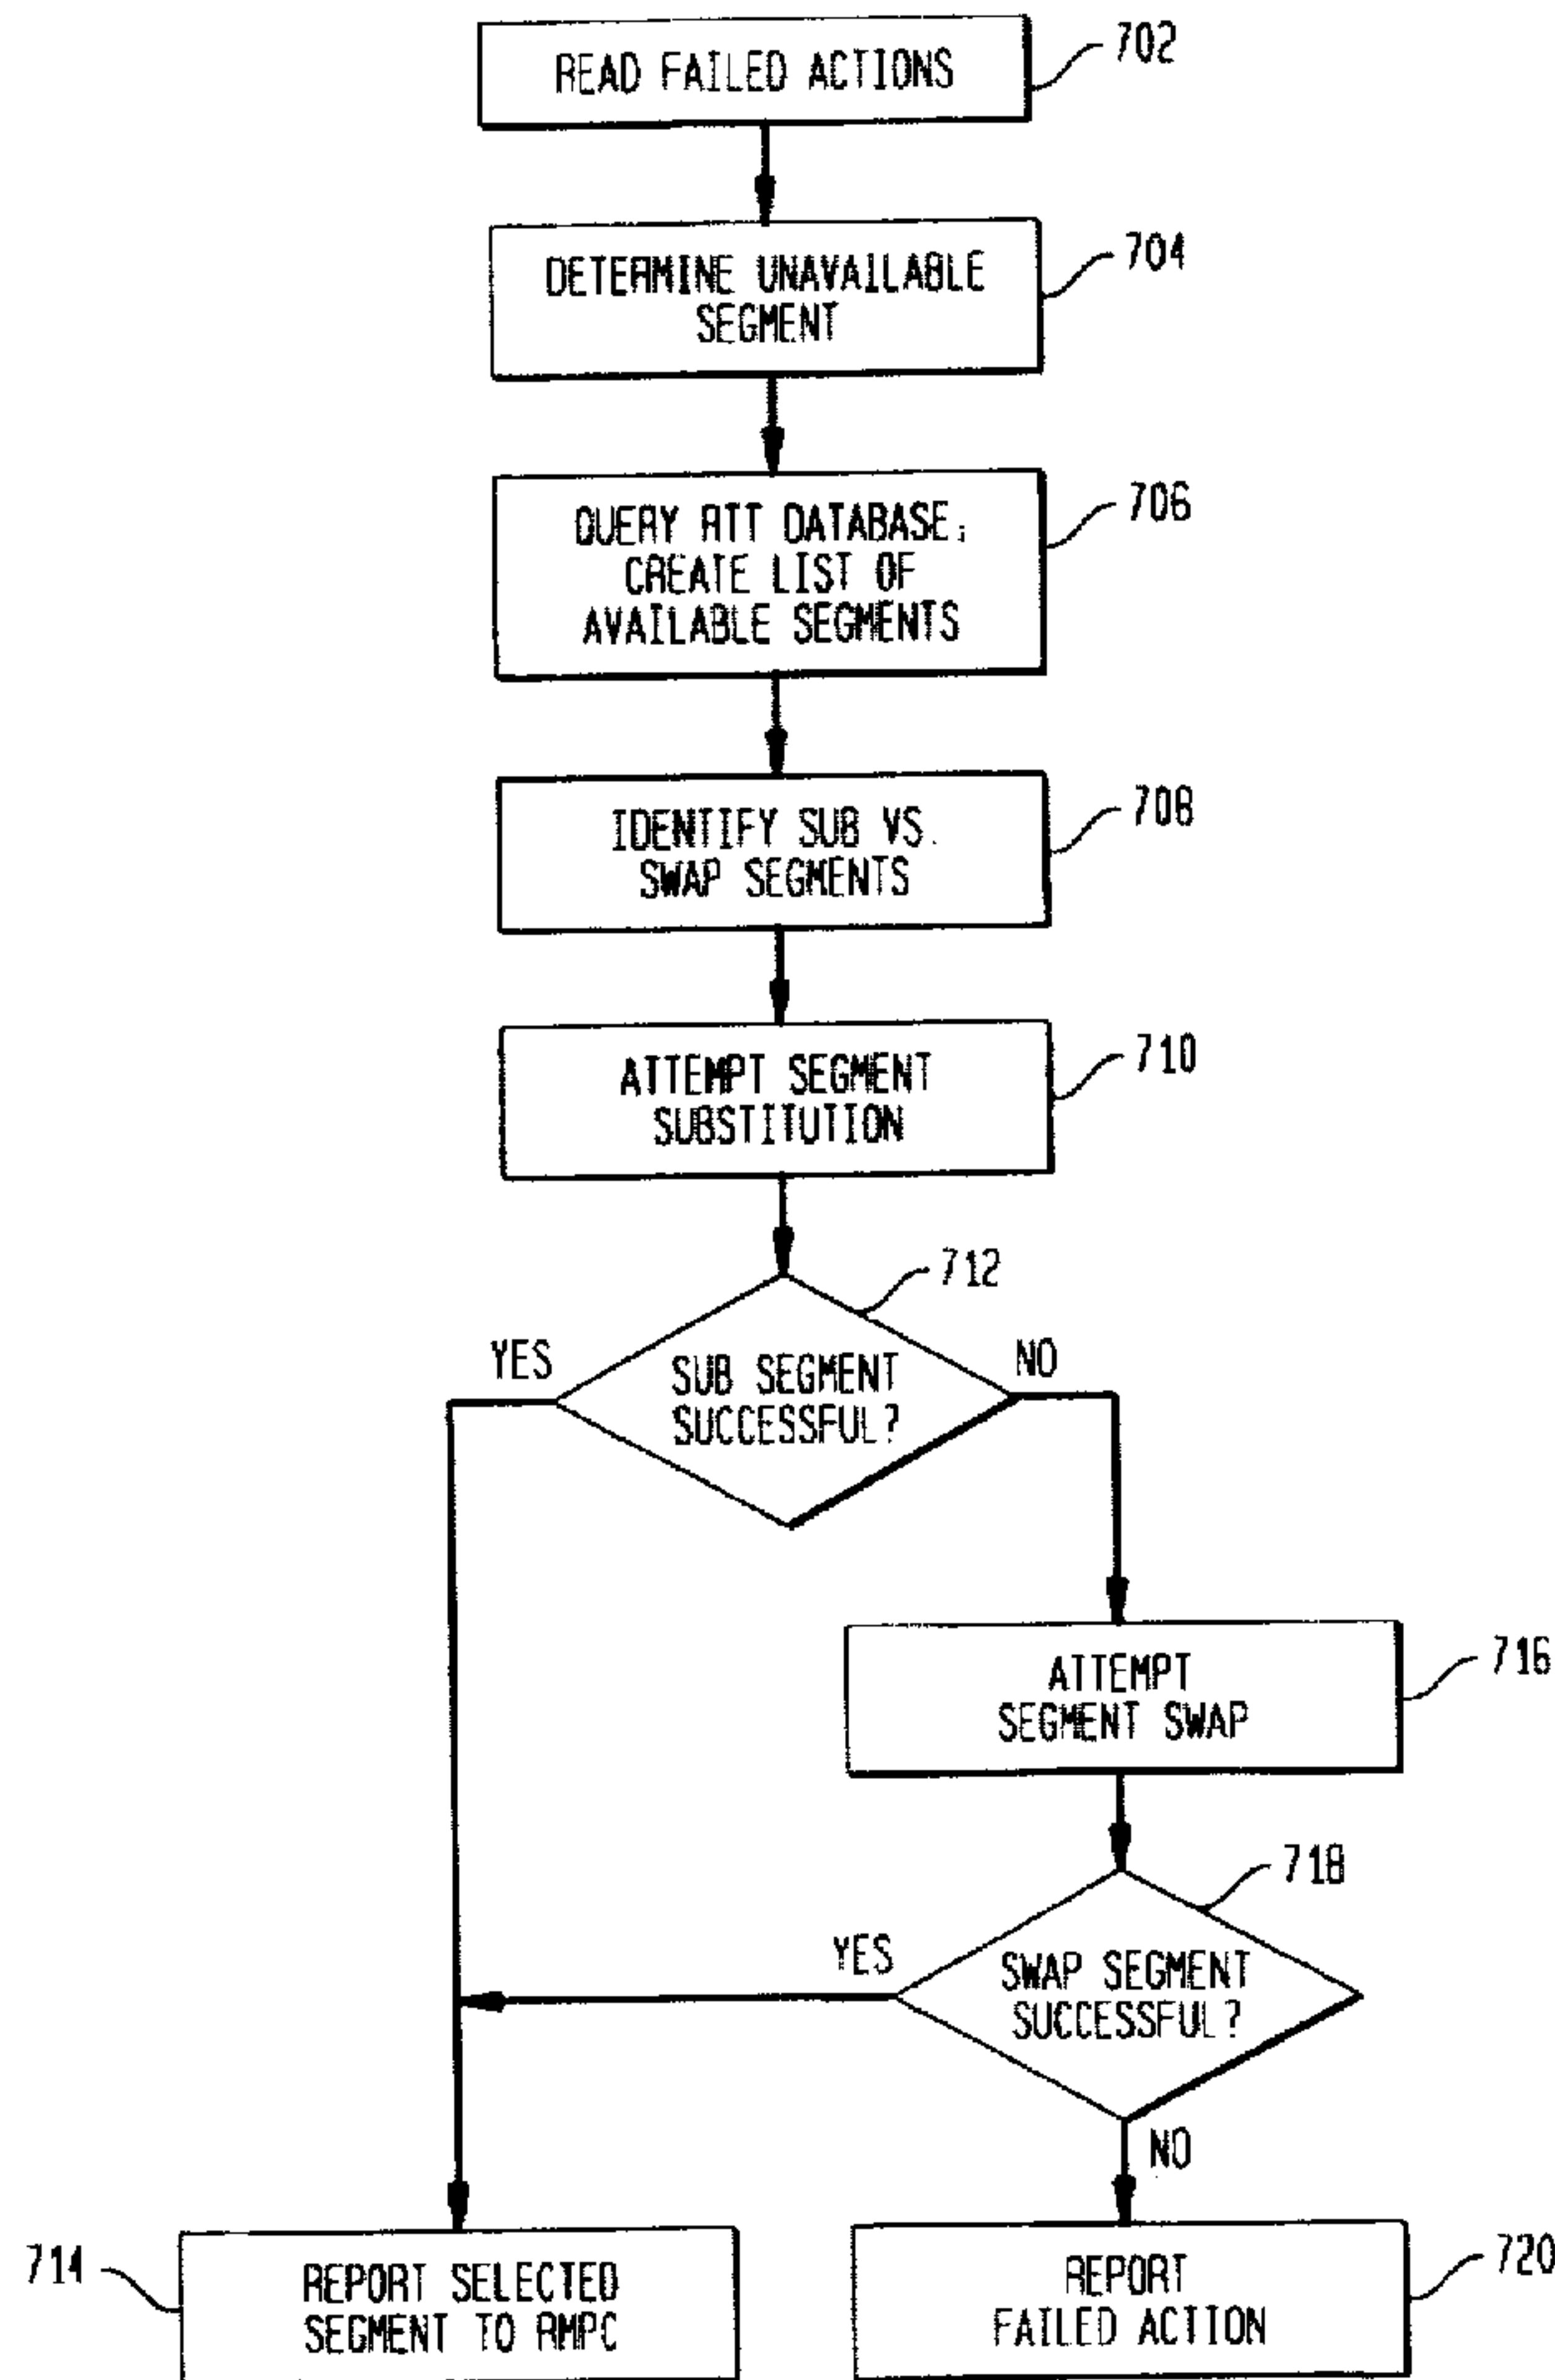 READ FAILED ACTIONS
702
DETERMINE UNAVAILABLE
SEGMENT
704
QUERY RTT DATABASE;
CREATE LIST OF
AVAILABLE SEGMENTS
706
IDENTIFY SUB VS.
SWAP SEGMENTS
708
ATTEMPT SEGMENT
SUBSTITUTION
710
712
YES
NO
SUB SEGMENT
SUCCESSFUL?
ATTEMPT
SEGMENT SWAP
716
718
YES
SWAP SEGMENT
SUCCESSFUL?
NO
714
REPORT SELECTED
SEGMENT TO RMPC
REPORT
FAILED ACTION
720